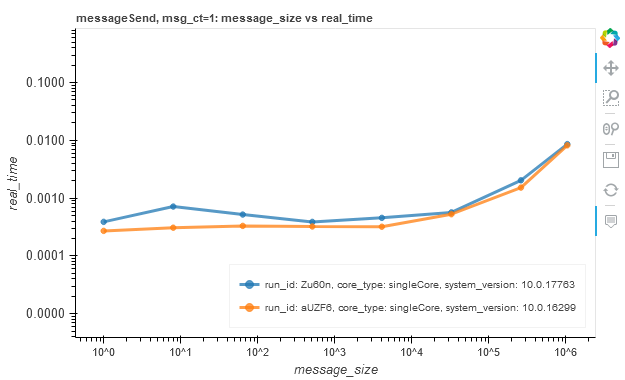 messageSend, msg_ct=1: message_size vs real_time
0.1000
0.0100
0.0010
0.0001
0.0000
real_time
run_id: Zu60n, core_type: singleCore, system_version: 10.0.17763
run_id: aUZF6, core_type: singleCore, system_version: 10.0.16299
10^0 10^1 10^2 10^3 10^4 10^5 10^6
message_size